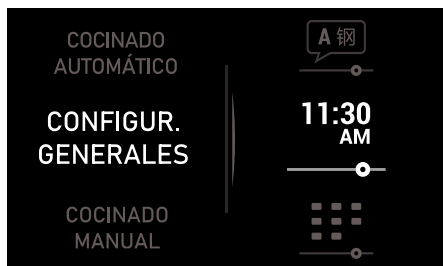 COCINADO
AUTOMÁTICO
CONFIGUR.
GENERALES
COCINADO
MANUAL
A 钢
11:30
AM